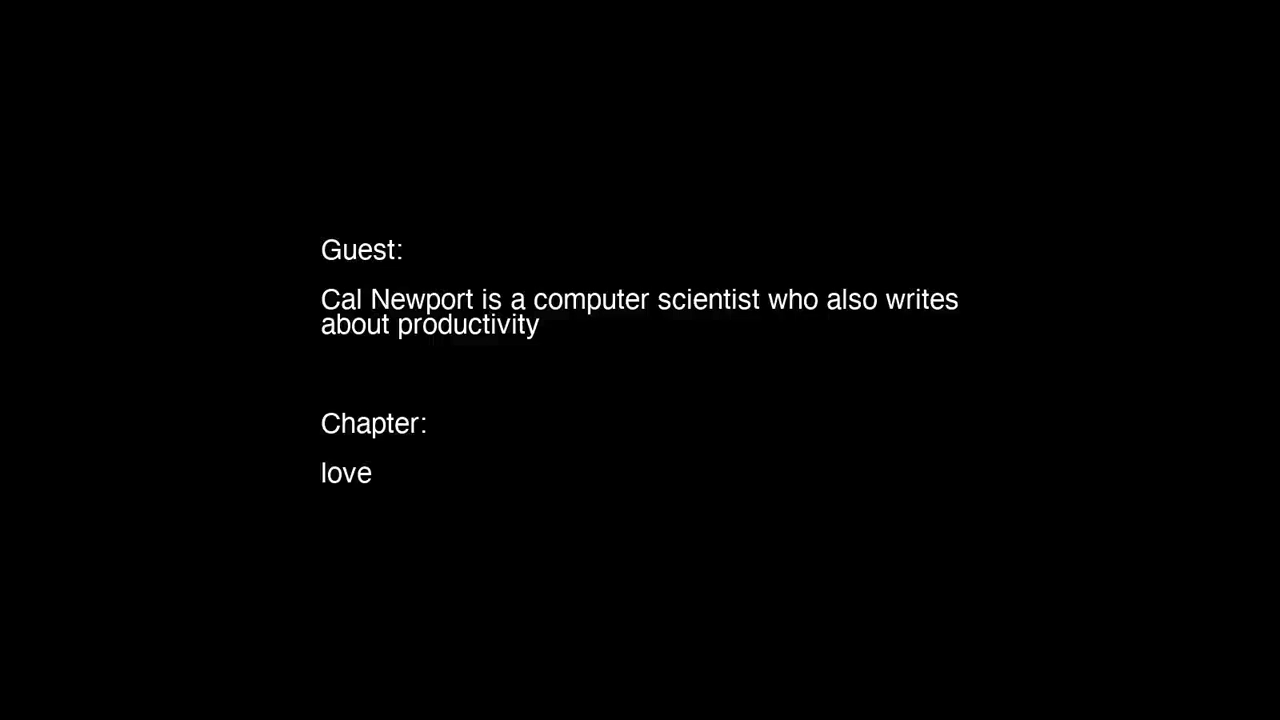 Guest:
Cal Newport is a computer scientist who also writes
about productivity
Chapter:
love